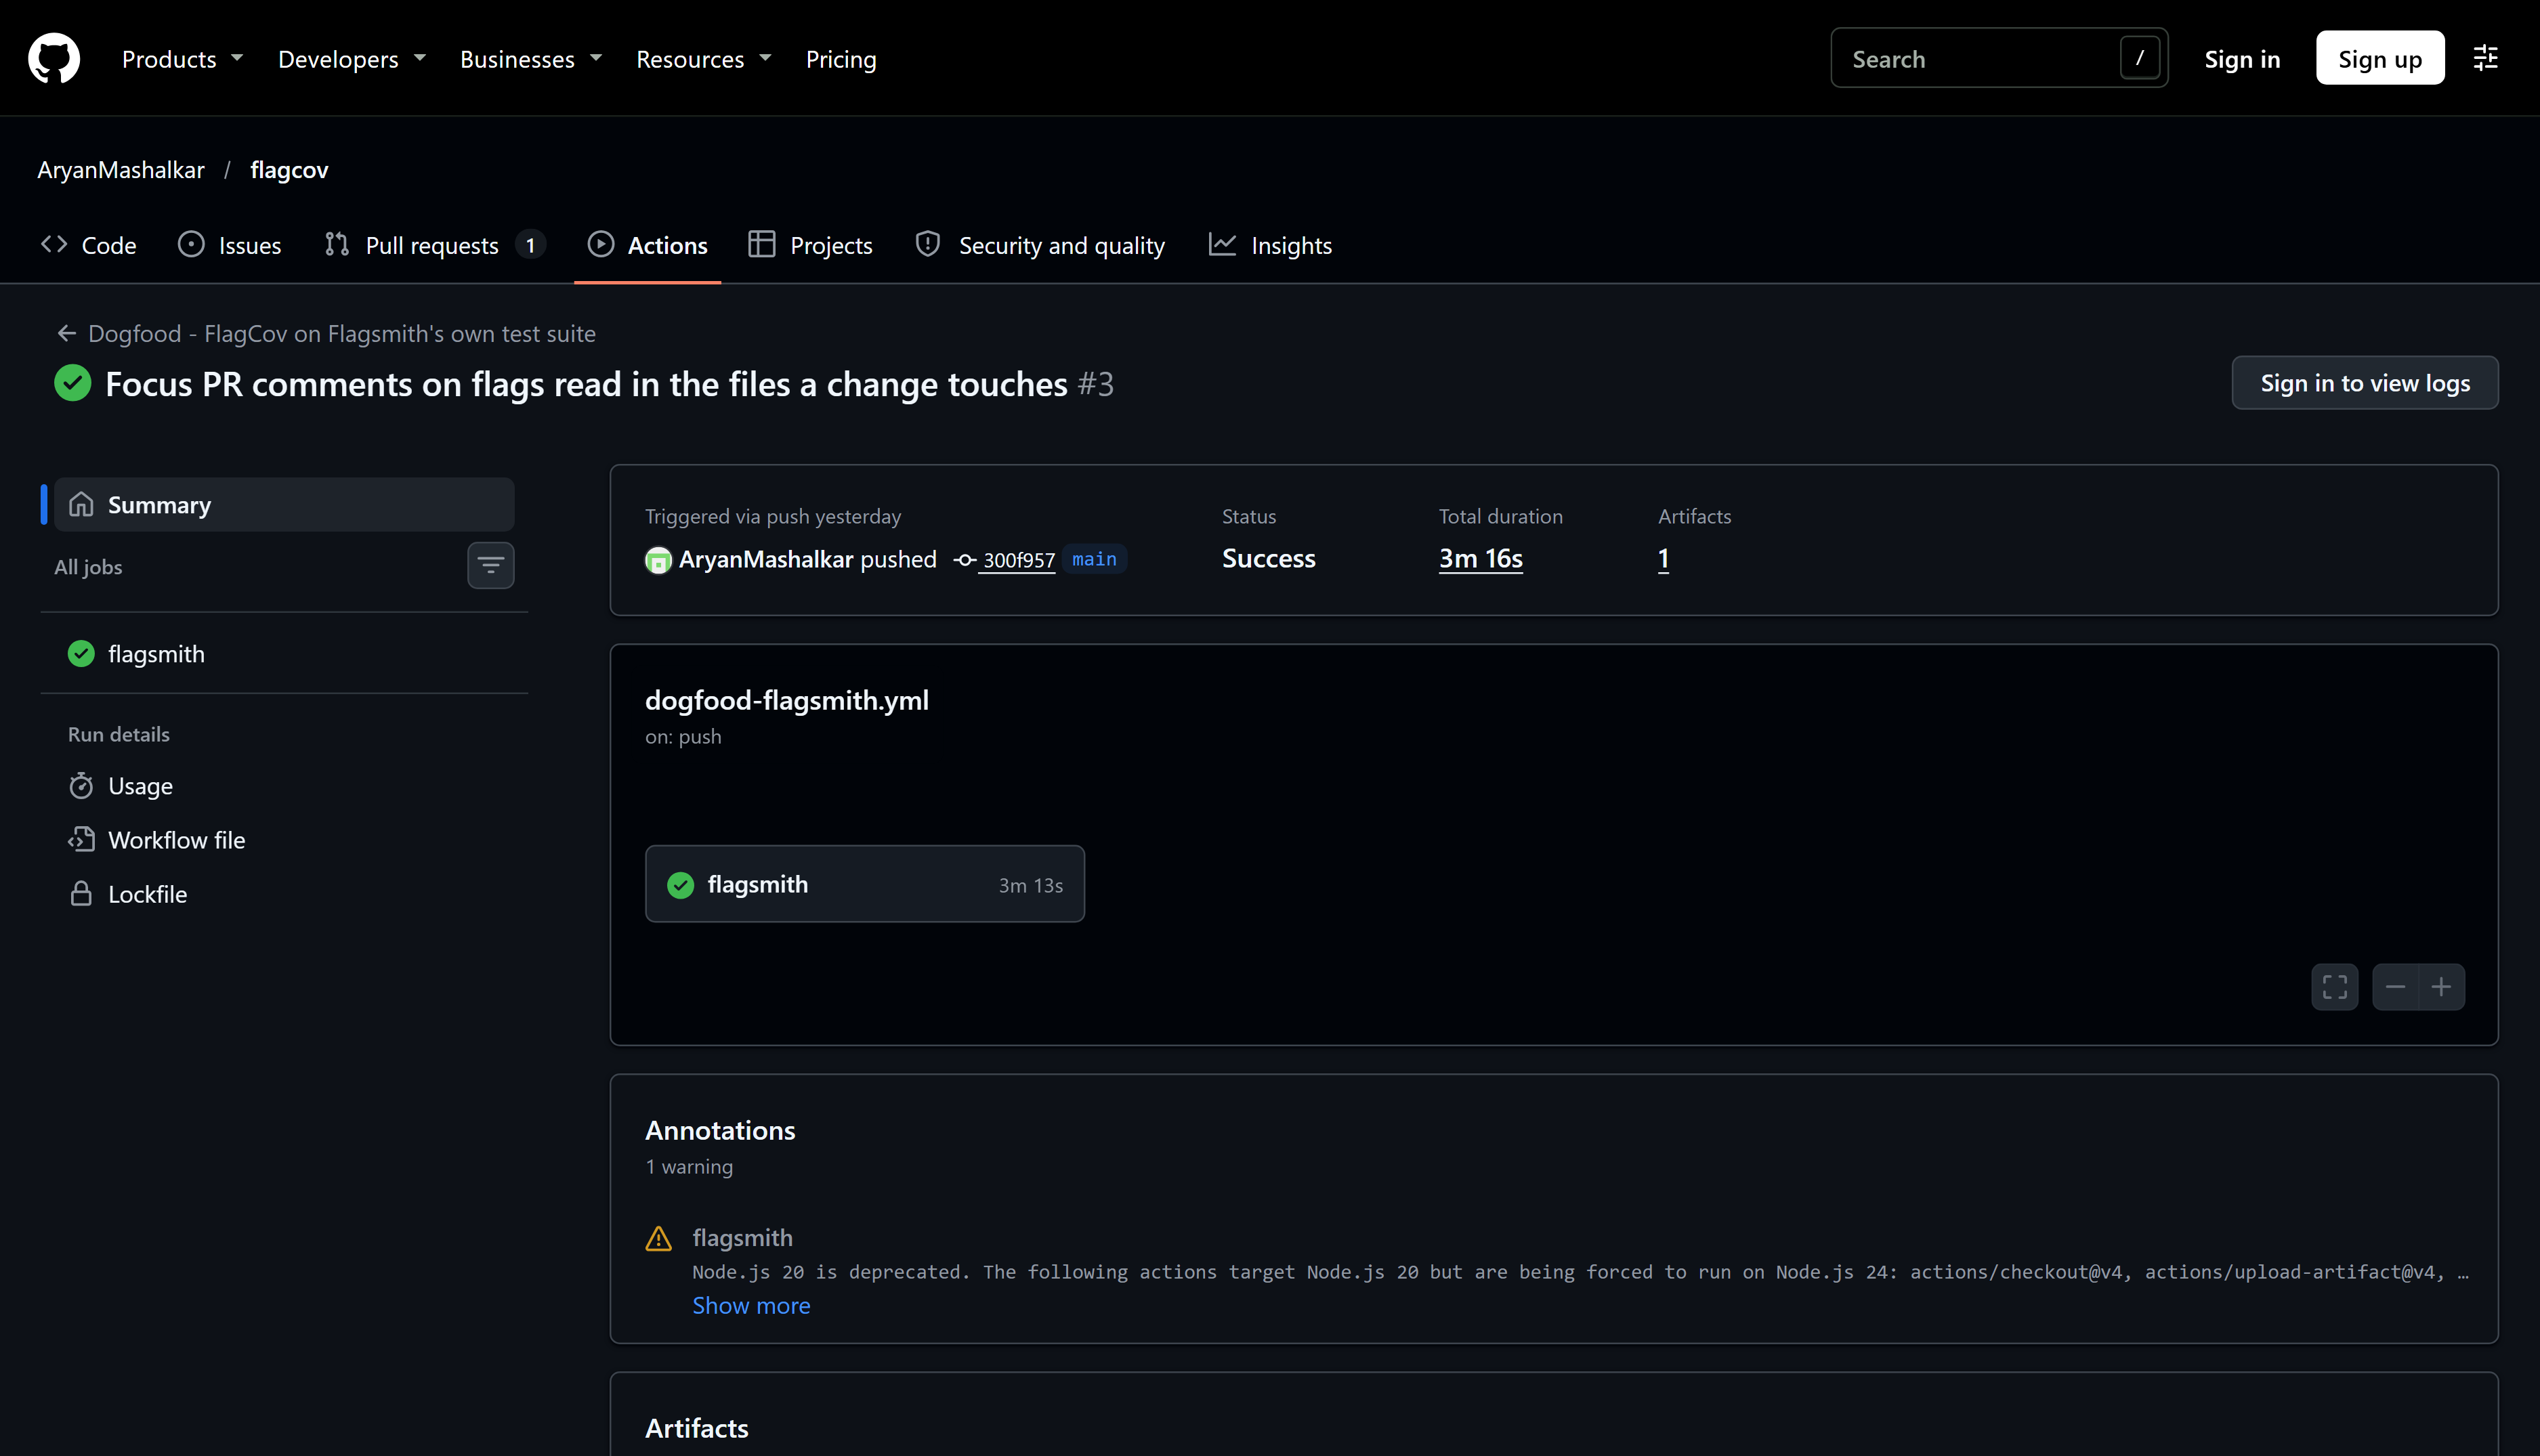 Products Developers Businesses Resources Pricing Search / Sign in Sign up
AryanMashalkar / flagcov
Code Issues Pull requests 1 Actions Projects Security and quality Insights
Dogfood - FlagCov on Flagsmith's own test suite
Focus PR comments on flags read in the files a change touches #3
Sign in to view logs
Summary
All jobs
flagsmith
Run details
Usage
Workflow file
Lockfile
Triggered via push yesterday
AryanMashalkar pushed 300f957 main
Status
Success
Total duration
3m 16s
Artifacts
1
dogfood-flagsmith.yml
on: push
flagsmith 3m 13s
Annotations
1 warning
flagsmith
Node.js 20 is deprecated. The following actions target Node.js 20 but are being forced to run on Node.js 24: actions/checkout@v4, actions/upload-artifact@v4, …
Show more
Artifacts